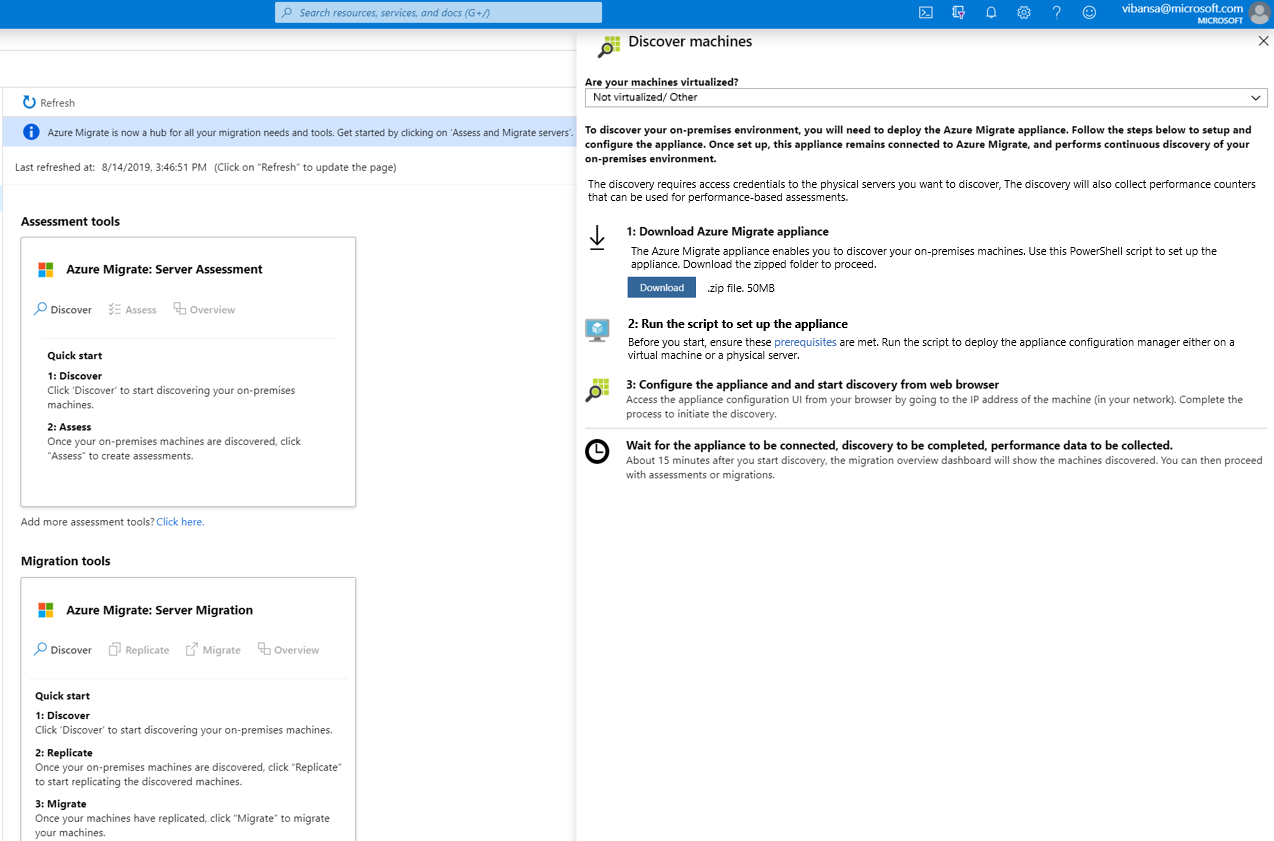 Search resources, services, and docs (G+/)
vibansa@microsoft.com
MICROSOFT
Refresh
Azure Migrate is now a hub for all your migration needs and tools. Get started by clicking on 'Assess and Migrate servers'.
Last refreshed at: 8/14/2019, 3:46:51 PM (Click on "Refresh" to update the page)
Assessment tools
Azure Migrate: Server Assessment
Discover Assess Overview
Quick start
1: Discover
Click 'Discover' to start discovering your on-premises
machines.
2: Assess
Once your on-premises machines are discovered, click
"Assess" to create assessments.
Add more assessment tools? Click here.
Migration tools
Azure Migrate: Server Migration
Discover Replicate Migrate Overview
Quick start
1: Discover
Click 'Discover' to start discovering your on-premises machines.
2: Replicate
Once your on-premises machines are discovered, click "Replicate"
to start replicating the discovered machines.
3: Migrate
Once your machines have replicated, click "Migrate" to migrate
your machines.
Discover machines
Are your machines virtualized?
Not virtualized/ Other
To discover your on-premises environment, you will need to deploy the Azure Migrate appliance. Follow the steps below to setup and
configure the appliance. Once set up, this appliance remains connected to Azure Migrate, and performs continuous discovery of your
on-premises environment.
The discovery requires access credentials to the physical servers you want to discover, The discovery will also collect performance counters
that can be used for performance-based assessments.
1: Download Azure Migrate appliance
The Azure Migrate appliance enables you to discover your on-premises machines. Use this PowerShell script to set up the
appliance. Download the zipped folder to proceed.
Download .zip file. 50MB
2: Run the script to set up the appliance
Before you start, ensure these prerequisites are met. Run the script to deploy the appliance configuration manager either on a
virtual machine or a physical server.
3: Configure the appliance and and start discovery from web browser
Access the appliance configuration UI from your browser by going to the IP address of the machine (in your network). Complete the
process to initiate the discovery.
Wait for the appliance to be connected, discovery to be completed, performance data to be collected.
About 15 minutes after you start discovery, the migration overview dashboard will show the machines discovered. You can then proceed
with assessments or migrations.